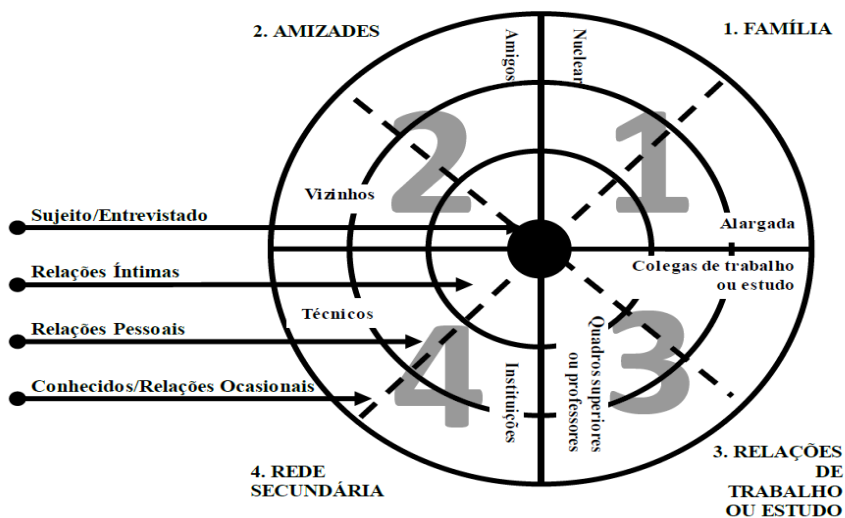 2. AMIZADES
1. FAMÍLIA
Amigos
Nuclear
2
1
Vizinhos
Sujeito/Entrevistado
Alargada
Relações Íntimas
Colegas de trabalho
ou estudo
Técnicos
Relações Pessoais
Quadros superiores
ou professores
4
3
Instituições
Conhecidos/Relações Ocasionais
4. REDE
SECUNDÁRIA
3. RELAÇÕES
DE
TRABALHO
OU ESTUDO